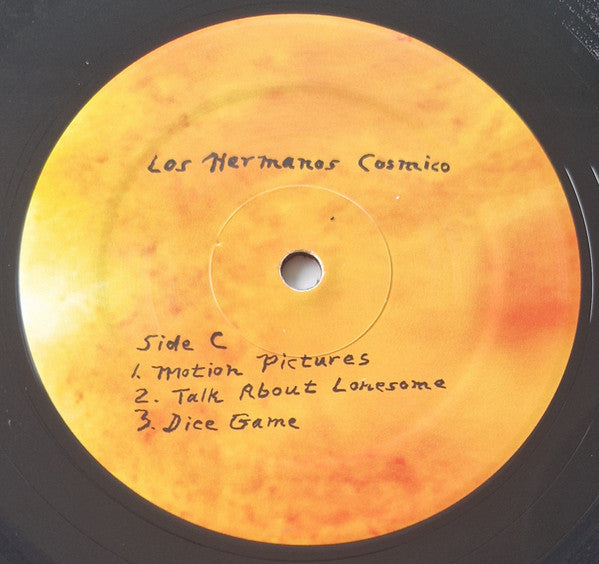 Los Hermanos Cosmico
Side C
1. Motion Pictures
2. Talk About Lonesome
3. Dice Game